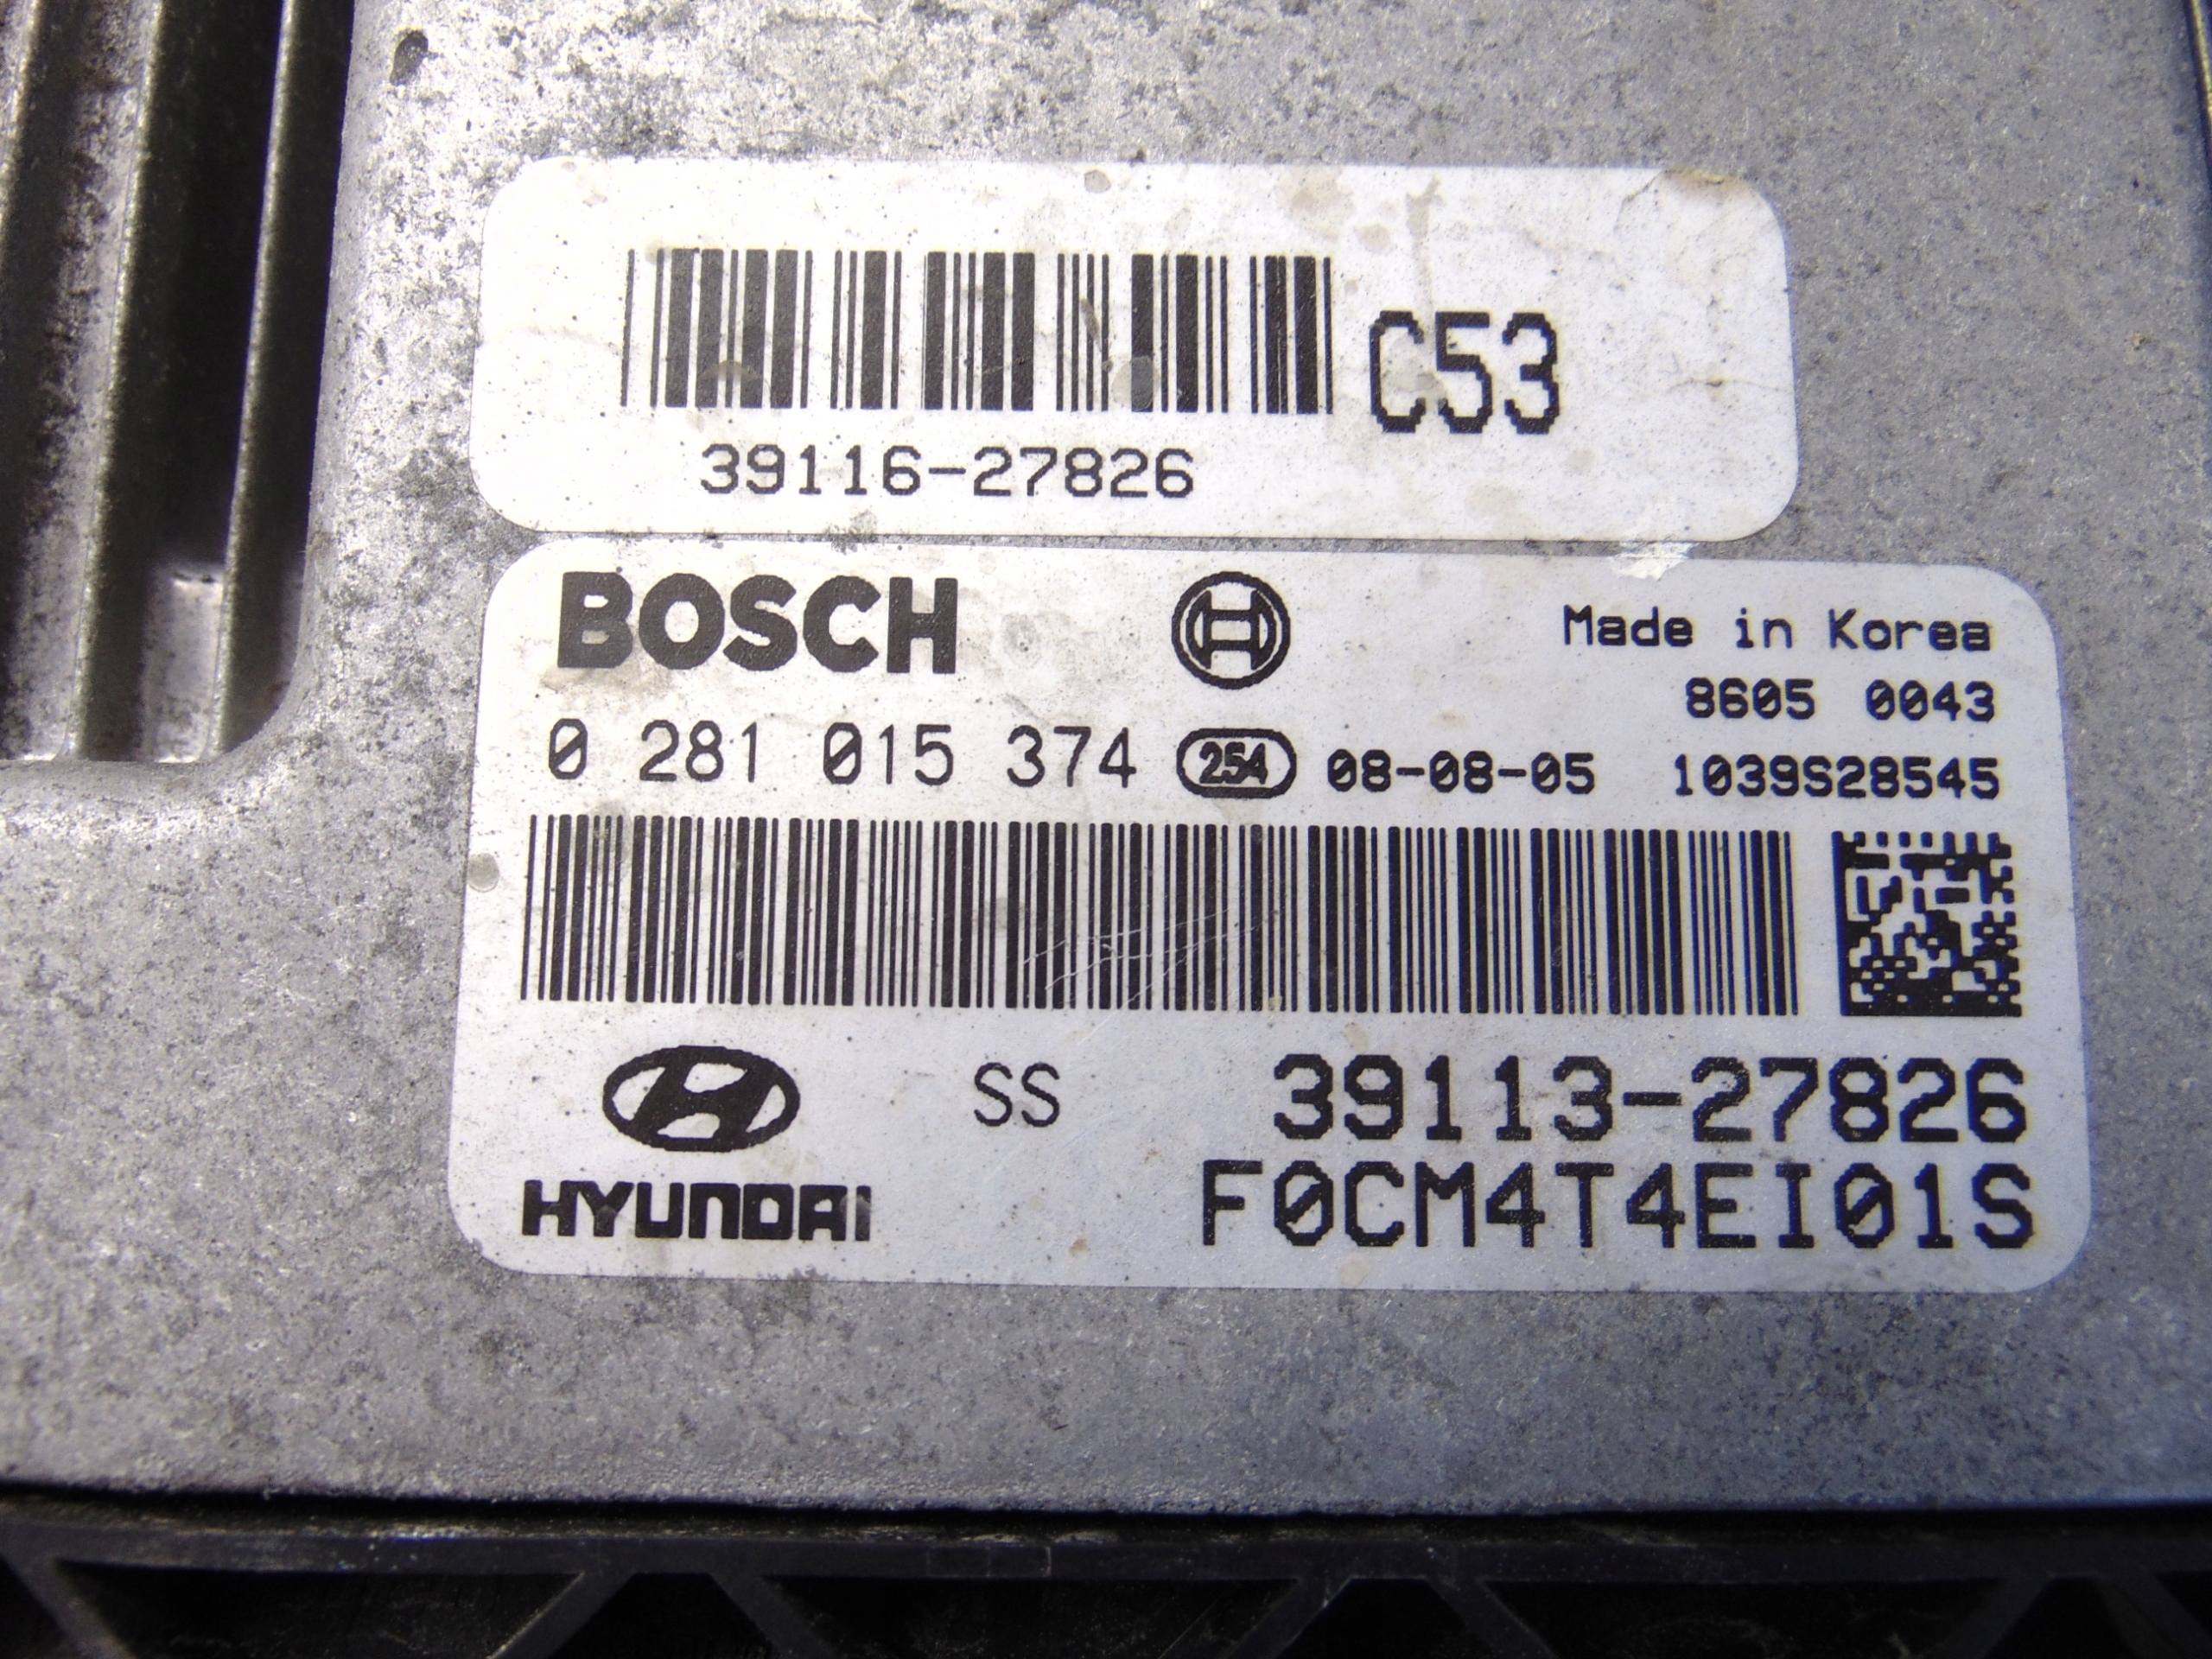 C53
39116-27826
BOSCH
Made in Korea
8605 0043
0 281 015 374 254 08-08-05 1039S28545
SS 39113-27826
HYUNDAI F0CM4T4EI01S